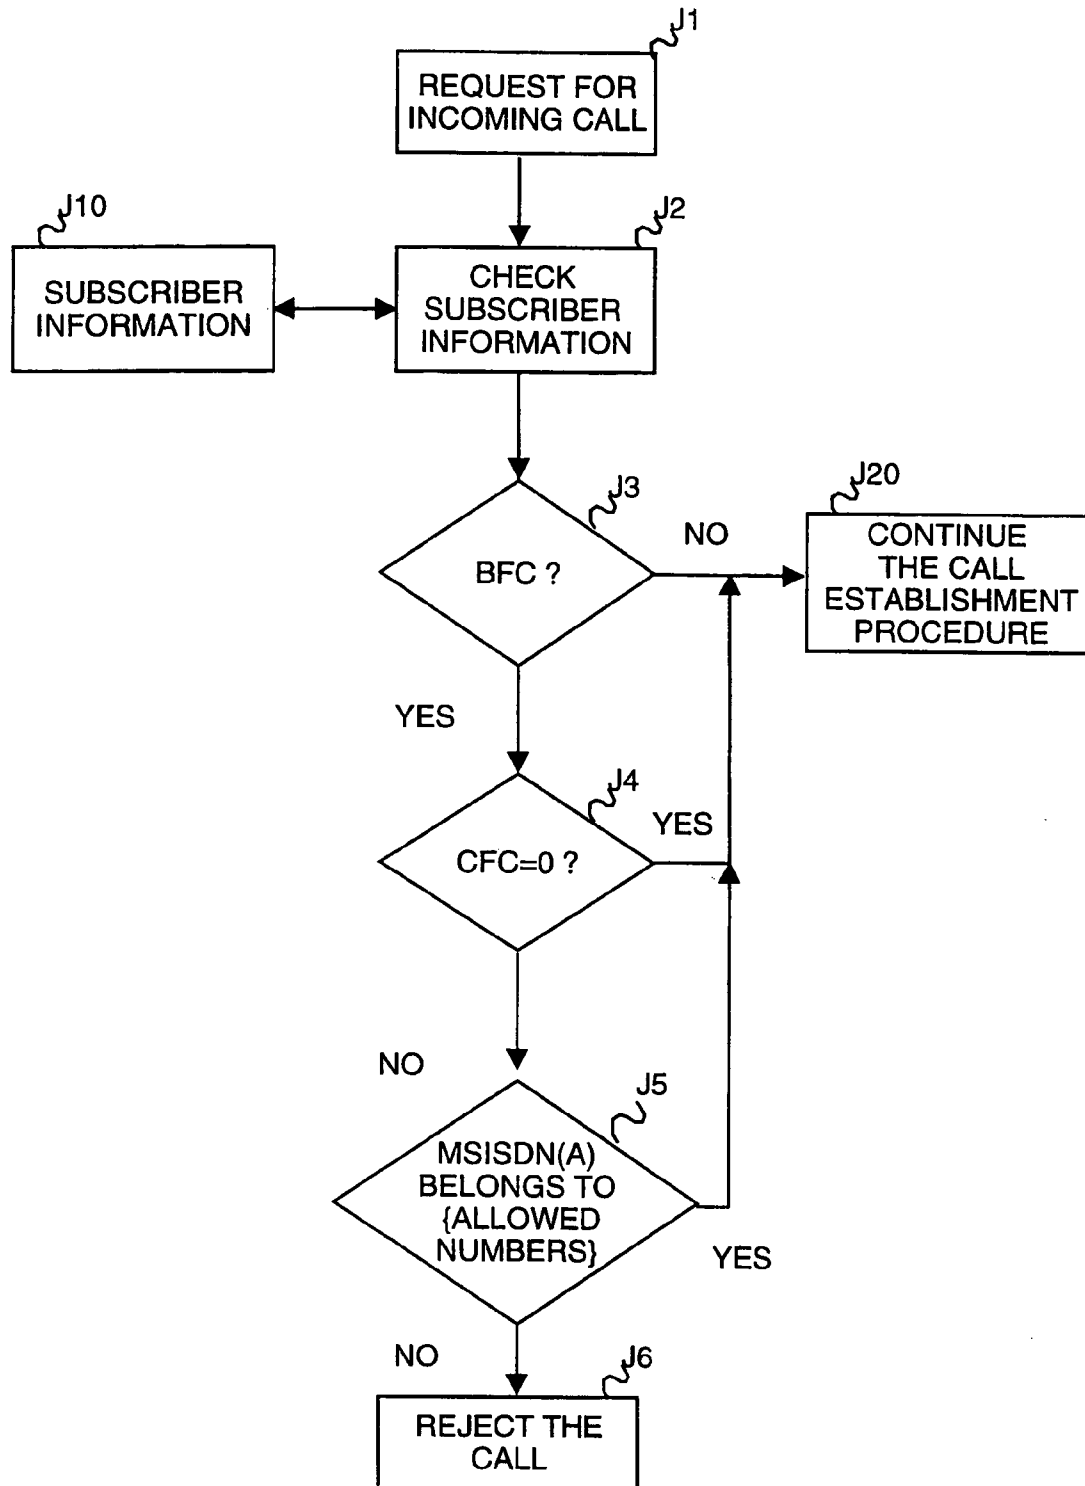 J1
REQUEST FOR
INCOMING CALL
J10
J2
SUBSCRIBER
INFORMATION
CHECK
SUBSCRIBER
INFORMATION
J3
J20
BFC ?
NO
CONTINUE
THE CALL
ESTABLISHMENT
PROCEDURE
YES
J4
CFC=0 ?
YES
NO
J5
MSISDN(A)
BELONGS TO
{ALLOWED
NUMBERS}
YES
NO
J6
REJECT THE
CALL